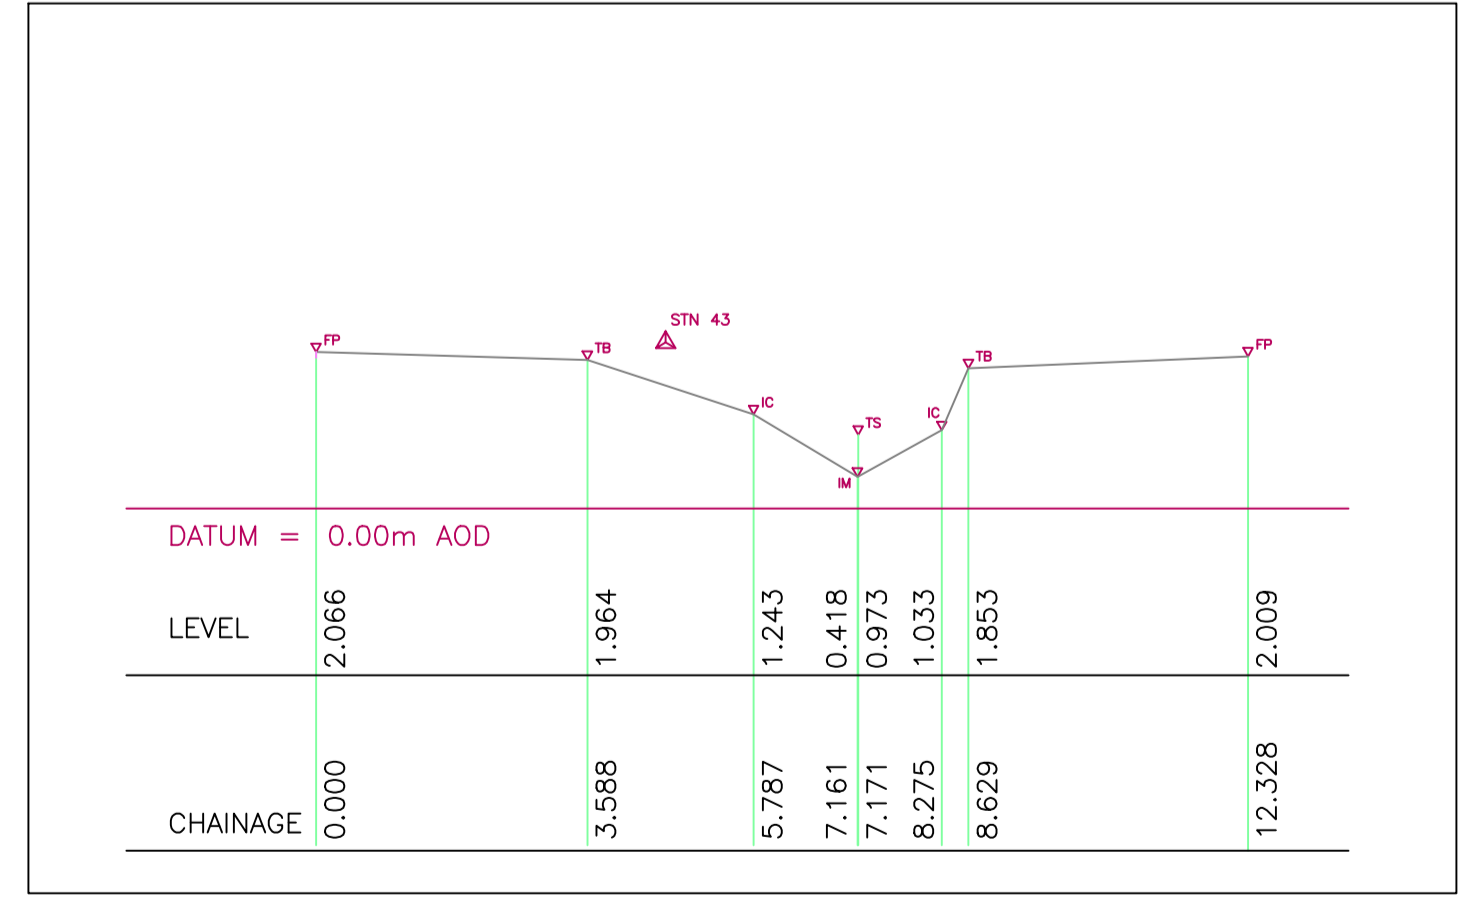 STN 43
FP
TB
TB
FP
IC
IC
TS
IM
DATUM = 0.00m AOD
LEVEL 2.066 1.964 1.243 0.418 0.973 1.033 1.853 2.009
CHAINAGE 0.000 3.588 5.787 7.161 7.171 8.275 8.629 12.328